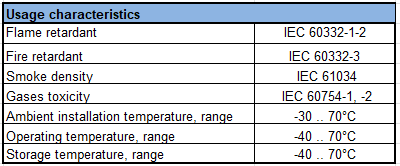 Usage characteristics
Flame retardant IEC 60332-1-2
Fire retardant IEC 60332-3
Smoke density IEC 61034
Gases toxicity IEC 60754-1, -2
Ambient installation temperature, range -30 .. 70°C
Operating temperature, range -40 .. 70°C
Storage temperature, range -40 .. 70°C